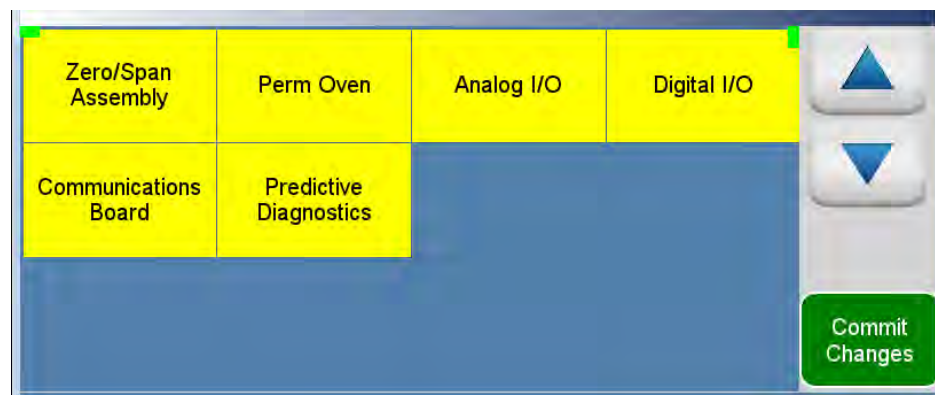 Zero/Span
Assembly
Perm Oven
Analog I/O
Digital I/O
Communications
Board
Predictive
Diagnostics
Commit
Changes